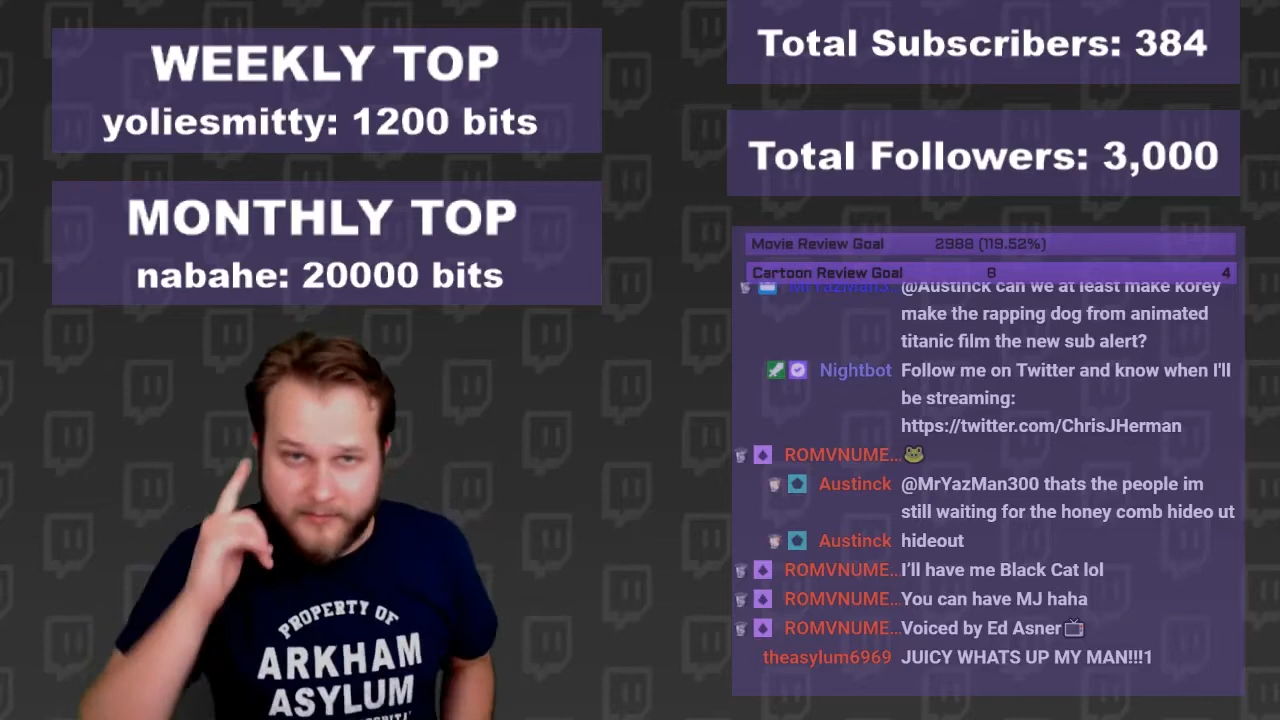 WEEKLY TOP
yoliesmitty: 1200 bits
MONTHLY TOP
nabahe: 20000 bits
Total Subscribers: 384
Total Followers: 3,000
Movie Review Goal 2988 (119.52%)
Cartoon Review Goal 8 4
@Austinck can we at least make korey
make the rapping dog from animated
titanic film the new sub alert?
Nightbot Follow me on Twitter and know when I'll
be streaming:
https://twitter.com/ChrisJHerman
ROMVNUME...
Austinck @MrYazMan300 thats the people im
still waiting for the honey comb hideo ut
Austinck hideout
ROMVNUME... I'll have me Black Cat lol
ROMVNUME... You can have MJ haha
ROMVNUME... Voiced by Ed Asner
theasylum6969 JUICY WHATS UP MY MAN!!!1
PROPERTY OF
ARKHAM
ASYLUM